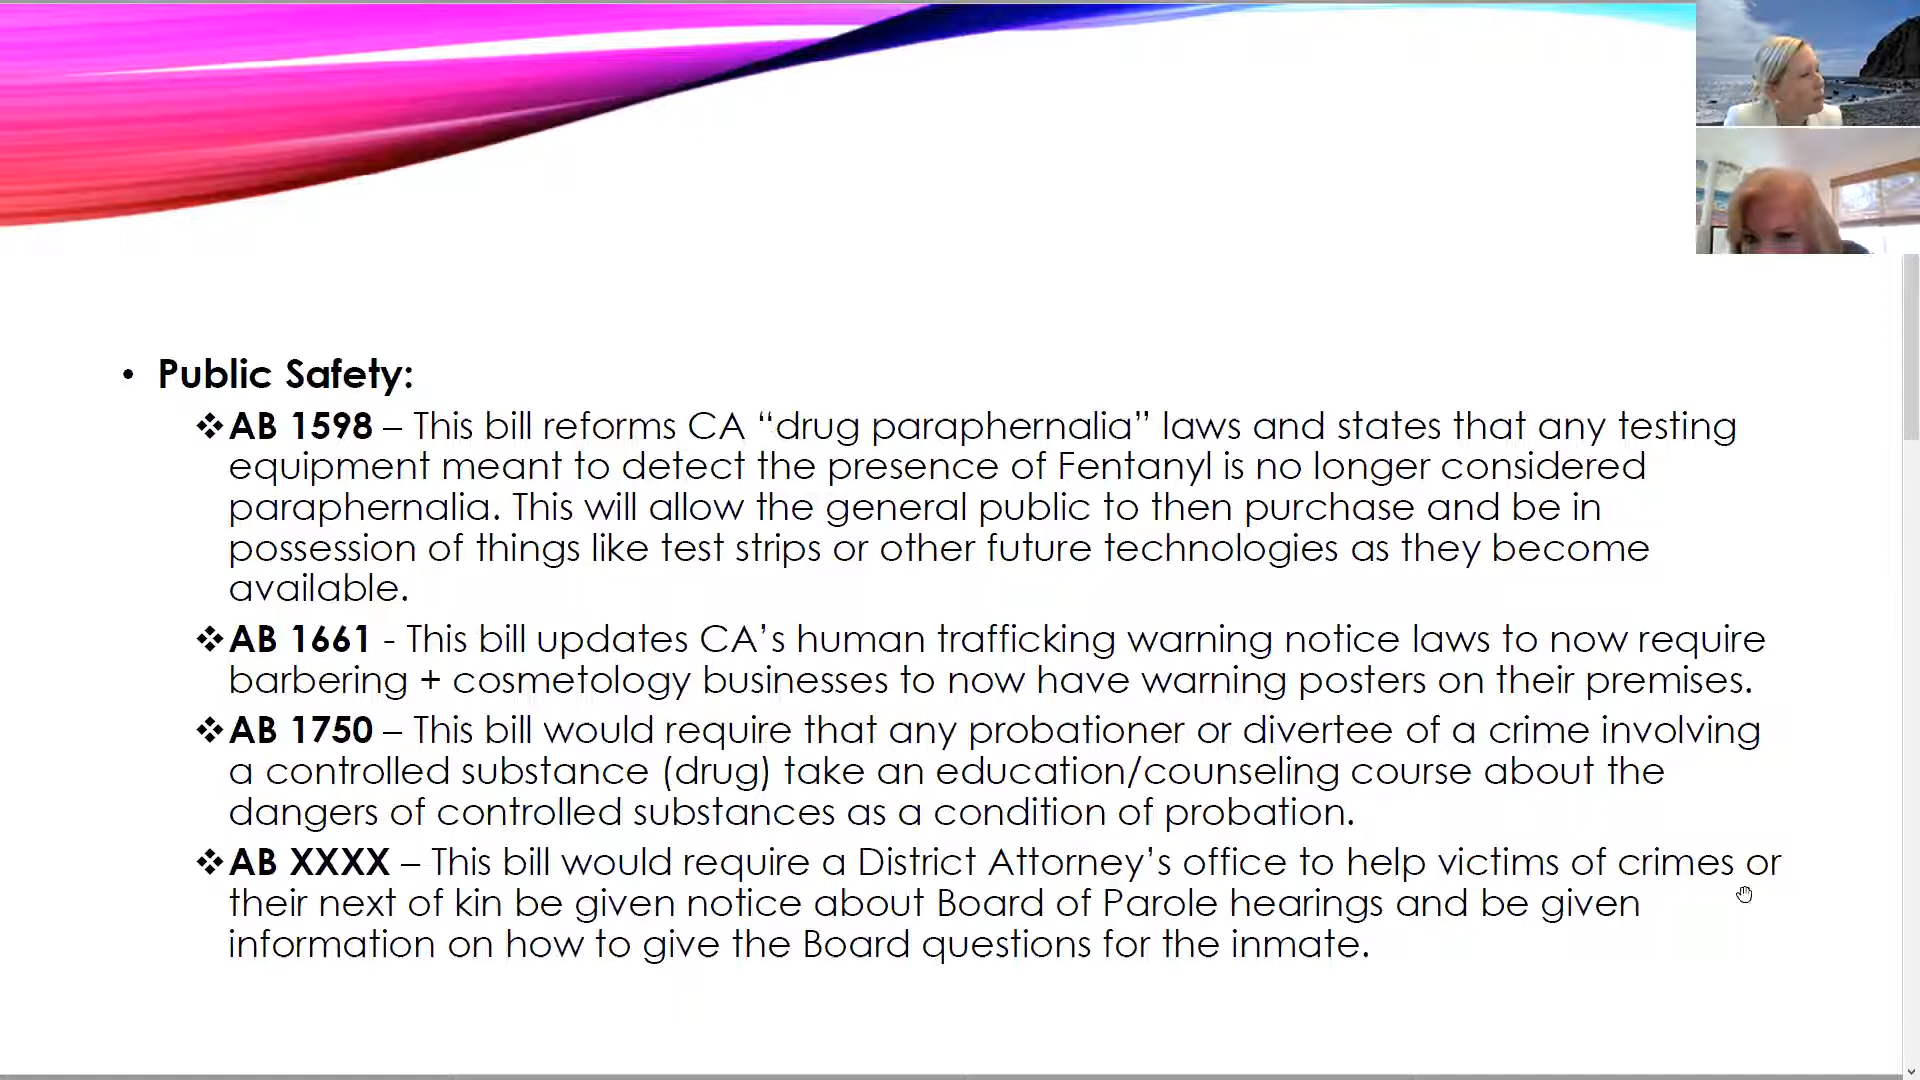 • Public Safety:
❖AB 1598 – This bill reforms CA “drug paraphernalia” laws and states that any testing
equipment meant to detect the presence of Fentanyl is no longer considered
paraphernalia. This will allow the general public to then purchase and be in
possession of things like test strips or other future technologies as they become
available.
❖AB 1661 - This bill updates CA’s human trafficking warning notice laws to now require
barbering + cosmetology businesses to now have warning posters on their premises.
❖AB 1750 – This bill would require that any probationer or divertee of a crime involving
a controlled substance (drug) take an education/counseling course about the
dangers of controlled substances as a condition of probation.
❖AB XXXX – This bill would require a District Attorney’s office to help victims of crimes or
their next of kin be given notice about Board of Parole hearings and be given
information on how to give the Board questions for the inmate.